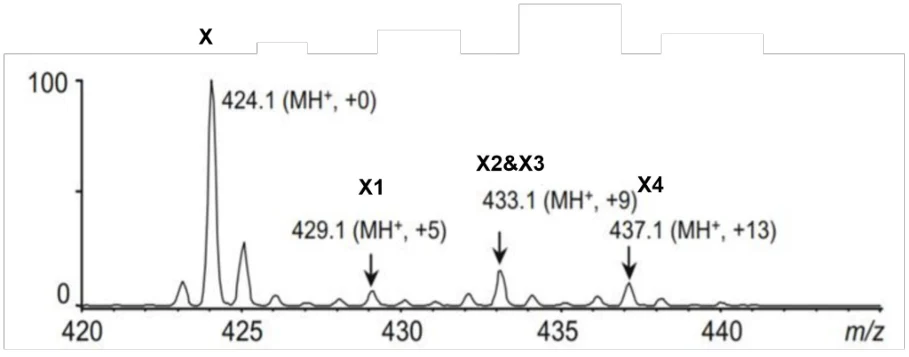 X
100
424.1 (MH⁺, +0)
X2&X3
X1
X4
433.1 (MH⁺, +9)
429.1 (MH⁺, +5)
437.1 (MH⁺, +13)
0
420 425 430 435 440 m/z